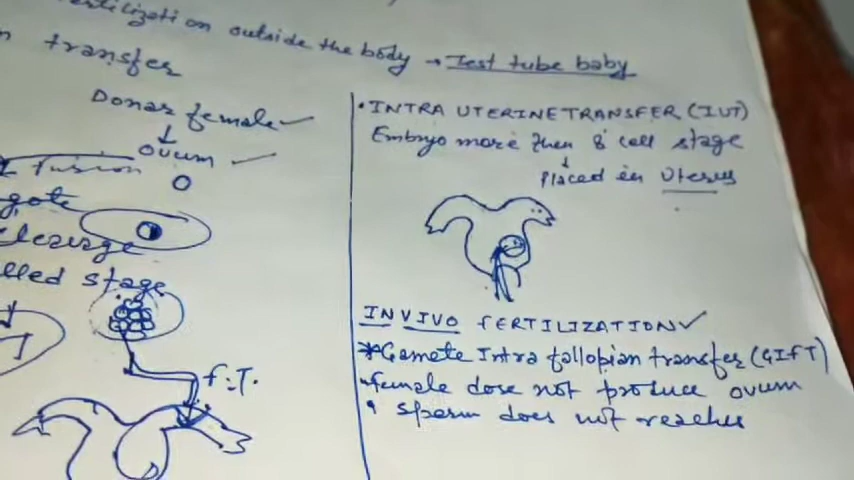 fertilization outside the body → Test tube baby
transfer
Donar female
ovum
fusion
cleavage
celled stage
F.T.
• INTRA UTERINE TRANSFER (IUT)
Embryo more then 8 cell stage
Placed in Uterus
INVIVO FERTILIZATION
*Gamete Intra fallopian transfer (GIFT)
female dose not produce ovum
• sperm does not reaches